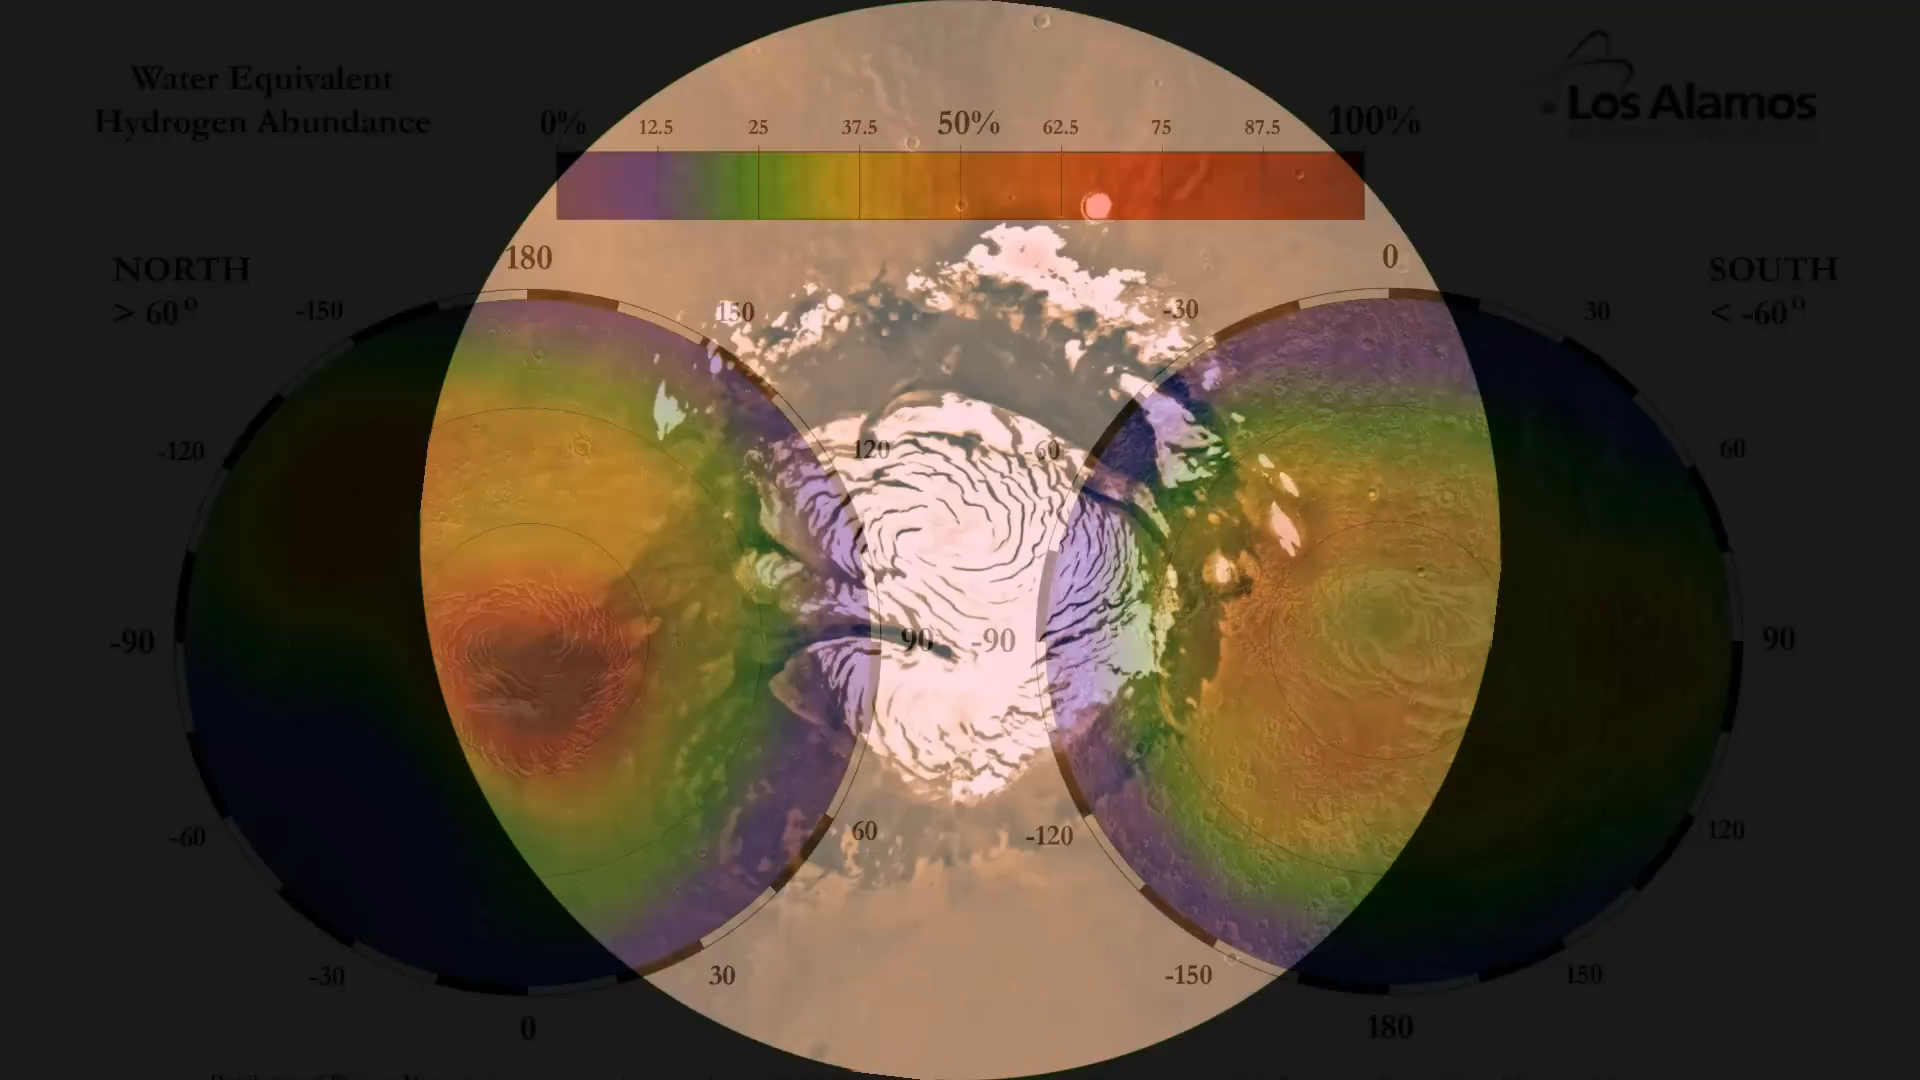 Water Equivalent
Hydrogen Abundance
Los Alamos
0% 12.5 25 37.5 50% 62.5 75 87.5 100%
NORTH
> 60°
SOUTH
< -60°
180
-150 150
-120 120
-90 90
-60 60
-30 30
0
0
-30 30
-60 60
-90 90
-120 120
-150 150
180